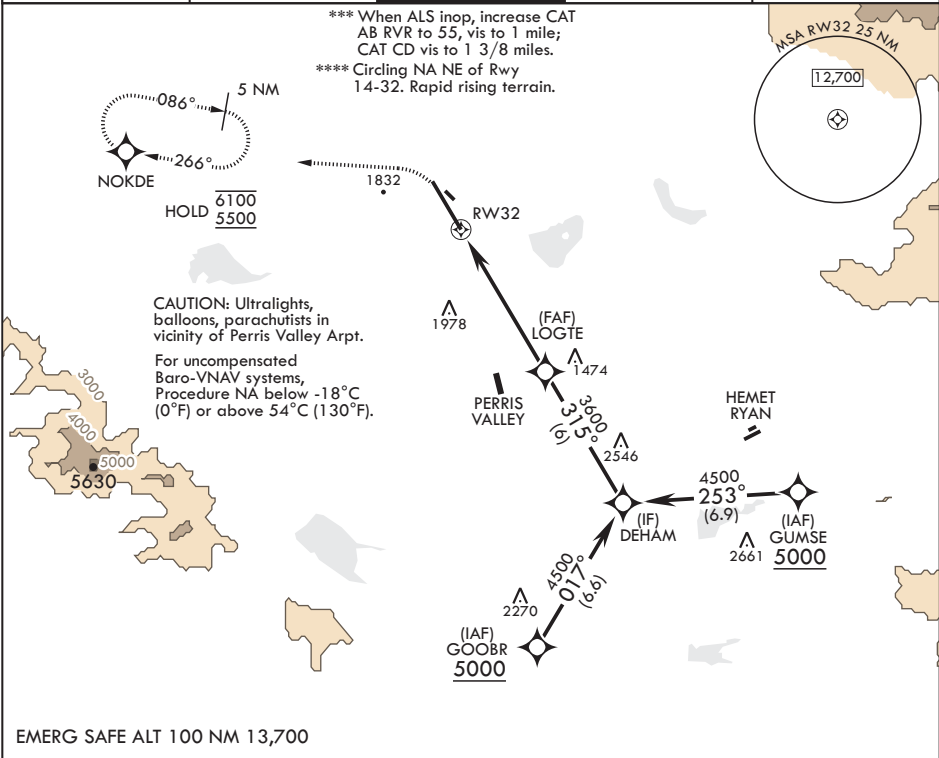 *** When ALS inop, increase CAT
AB RVR to 55, vis to 1 mile;
CAT CD vis to 1 3/8 miles.
**** Circling NA NE of Rwy
14-32. Rapid rising terrain.
MSA RW32 25 NM
12,700
5 NM
086°
266°
NOKDE
HOLD 6100
5500
1832
RW32
CAUTION: Ultralights,
balloons, parachutists in
vicinity of Perris Valley Arpt.
For uncompensated
Baro-VNAV systems,
Procedure NA below -18°C
(0°F) or above 54°C (130°F).
1978
(FAF)
LOGTE
1474
PERRIS
VALLEY
3600
315°
(6)
2546
HEMET
RYAN
3000
4000
5000
5630
4500
253°
(6.9)
(IF)
DEHAM
(IAF)
GUMSE
5000
2661
4500
017°
(6.6)
2270
(IAF)
GOOBR
5000
EMERG SAFE ALT 100 NM 13,700